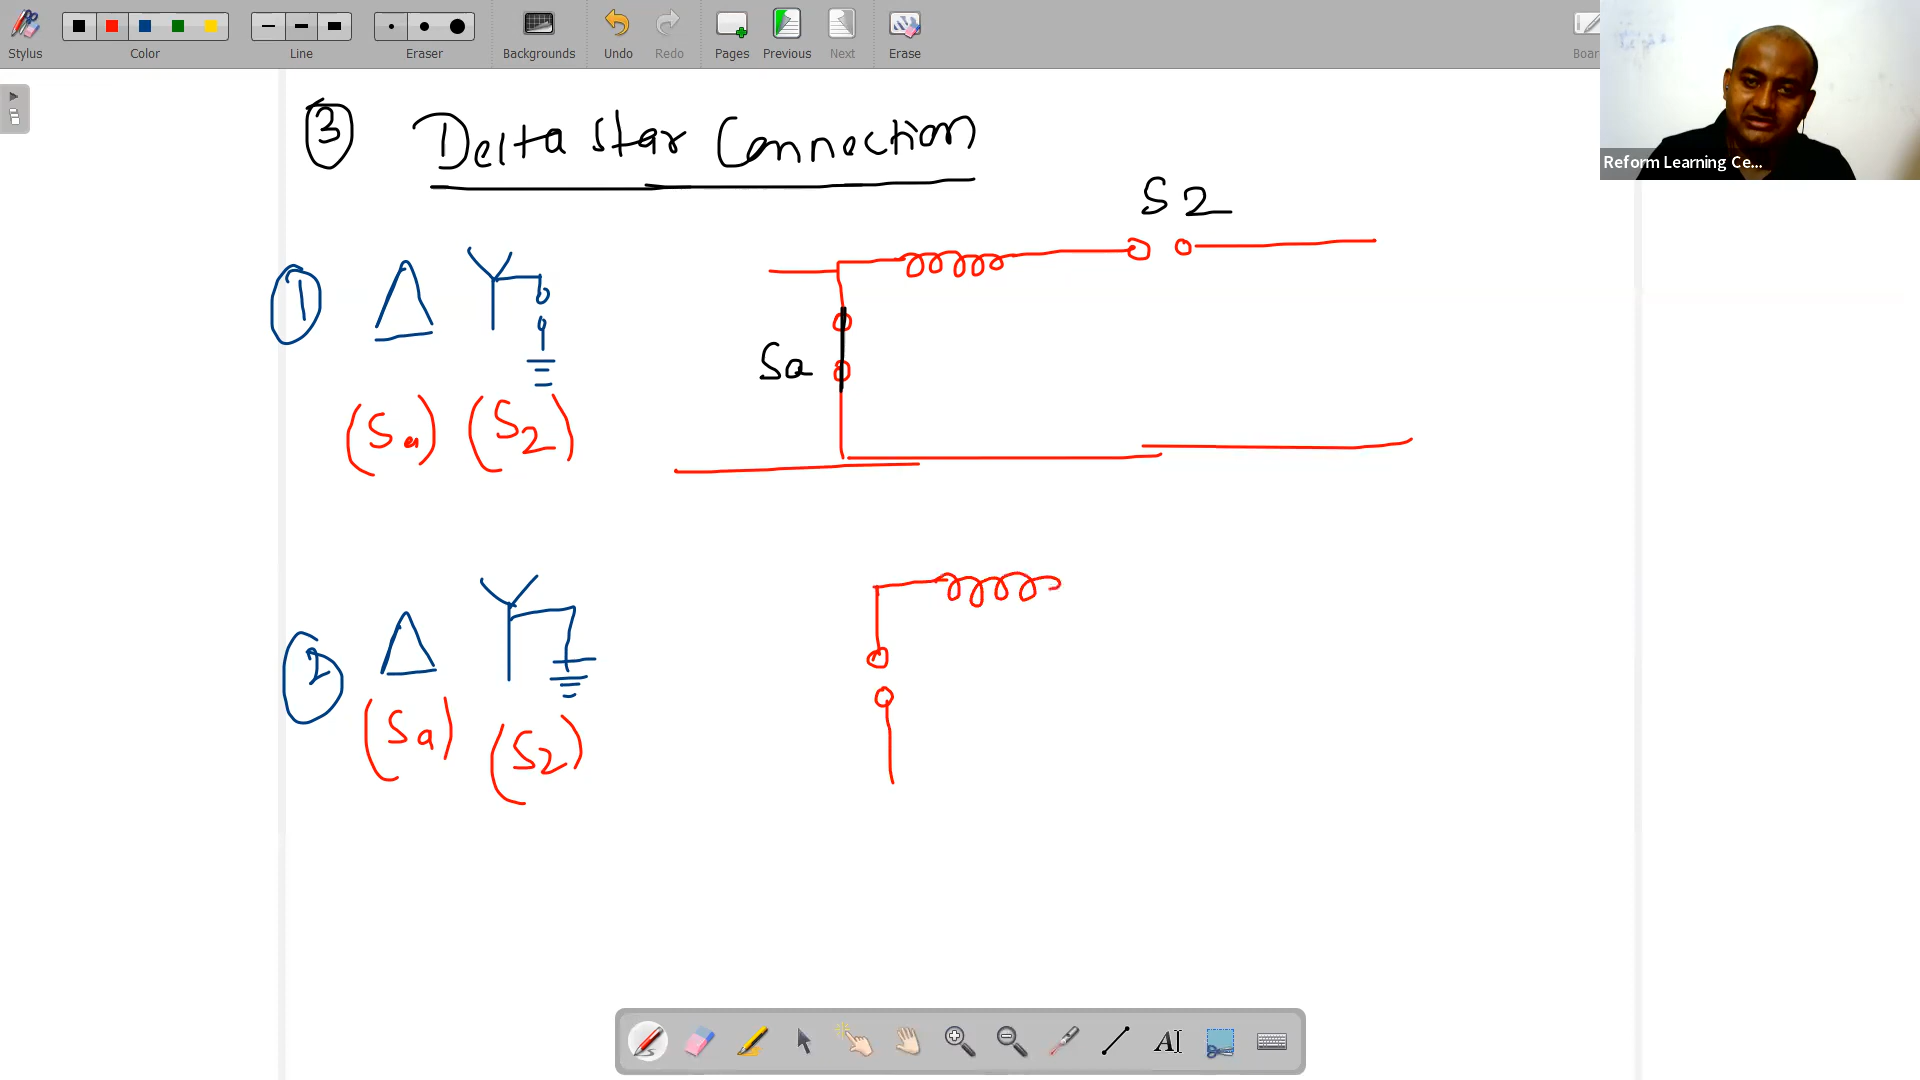 Stylus Color Line Eraser Backgrounds Undo Redo Pages Previous Next Erase Boar
Reform Learning Ce...
③ Delta Star Connection
S2
① Δ Y
Sa
(Sa) (S2)
② Δ Y
(Sa) (S2)